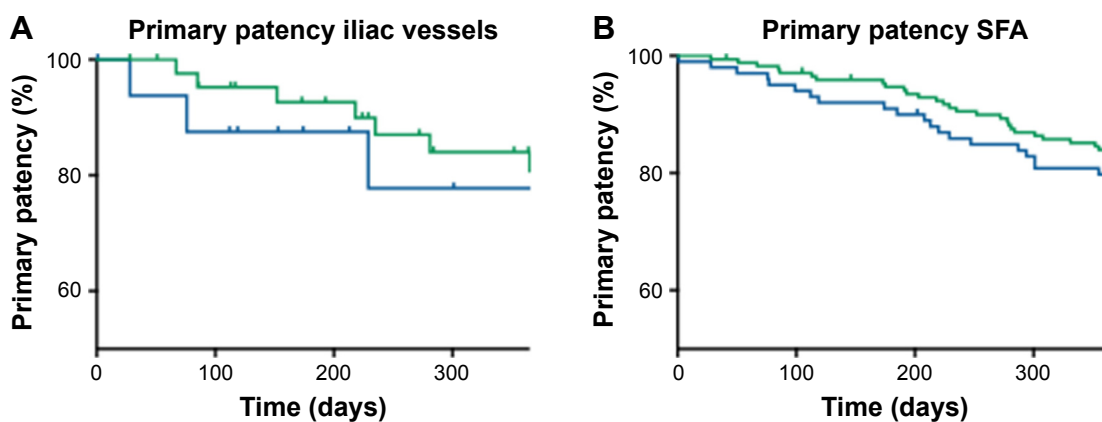 A Primary patency iliac vessels
Primary patency (%)
100
80
60
0 100 200 300
Time (days)
B Primary patency SFA
Primary patency (%)
100
80
60
0 100 200 300
Time (days)